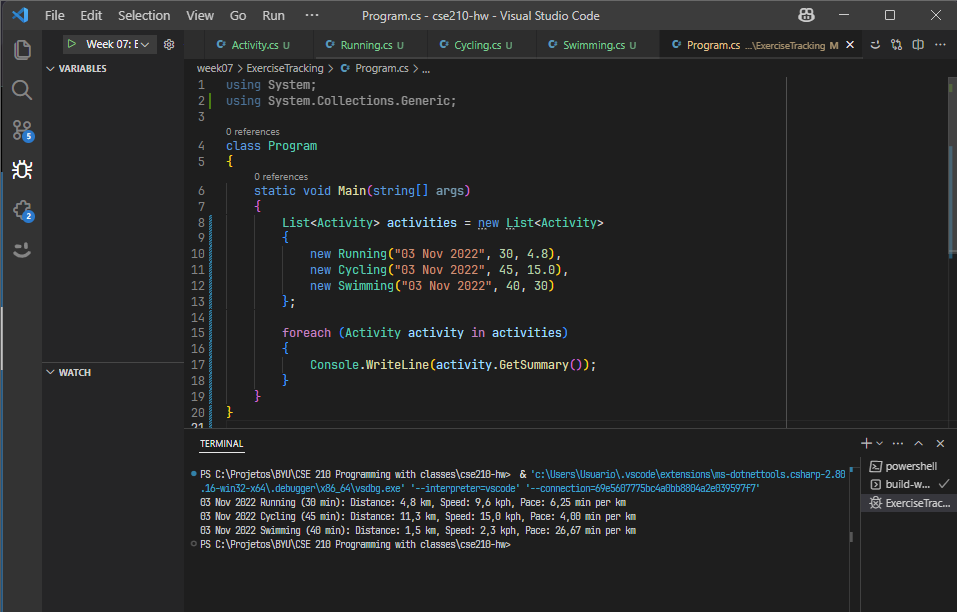 File Edit Selection View Go Run ··· Program.cs - cse210-hw - Visual Studio Code
Week 07: E
Activity.cs U Running.cs U Cycling.cs U Swimming.cs U Program.cs ...\ExerciseTracking M
VARIABLES
week07 > ExerciseTracking > Program.cs > ...
1 using System;
2 using System.Collections.Generic;
3
0 references
4 class Program
5 {
0 references
6 static void Main(string[] args)
7 {
8 List<Activity> activities = new List<Activity>
9 {
10 new Running("03 Nov 2022", 30, 4.8),
11 new Cycling("03 Nov 2022", 45, 15.0),
12 new Swimming("03 Nov 2022", 40, 30)
13 };
14
15 foreach (Activity activity in activities)
16 {
17 Console.WriteLine(activity.GetSummary());
18 }
19 }
20 }
21
5
2
WATCH
TERMINAL
PS C:\Projetos\BYU\CSE 210 Programming with classes\cse210-hw> & 'c:\Users\Usuario\.vscode\extensions\ms-dotnettools.csharp-2.80
.16-win32-x64\.debugger\x86_64\vsdbg.exe' '--interpreter=vscode' '--connection=69e5607775bc4a0bb8804a2e039597f7'
03 Nov 2022 Running (30 min): Distance: 4,8 km, Speed: 9,6 kph, Pace: 6,25 min per km
03 Nov 2022 Cycling (45 min): Distance: 11,3 km, Speed: 15,0 kph, Pace: 4,00 min per km
03 Nov 2022 Swimming (40 min): Distance: 1,5 km, Speed: 2,3 kph, Pace: 26,67 min per km
PS C:\Projetos\BYU\CSE 210 Programming with classes\cse210-hw>
powershell
build-w...
ExerciseTrac...